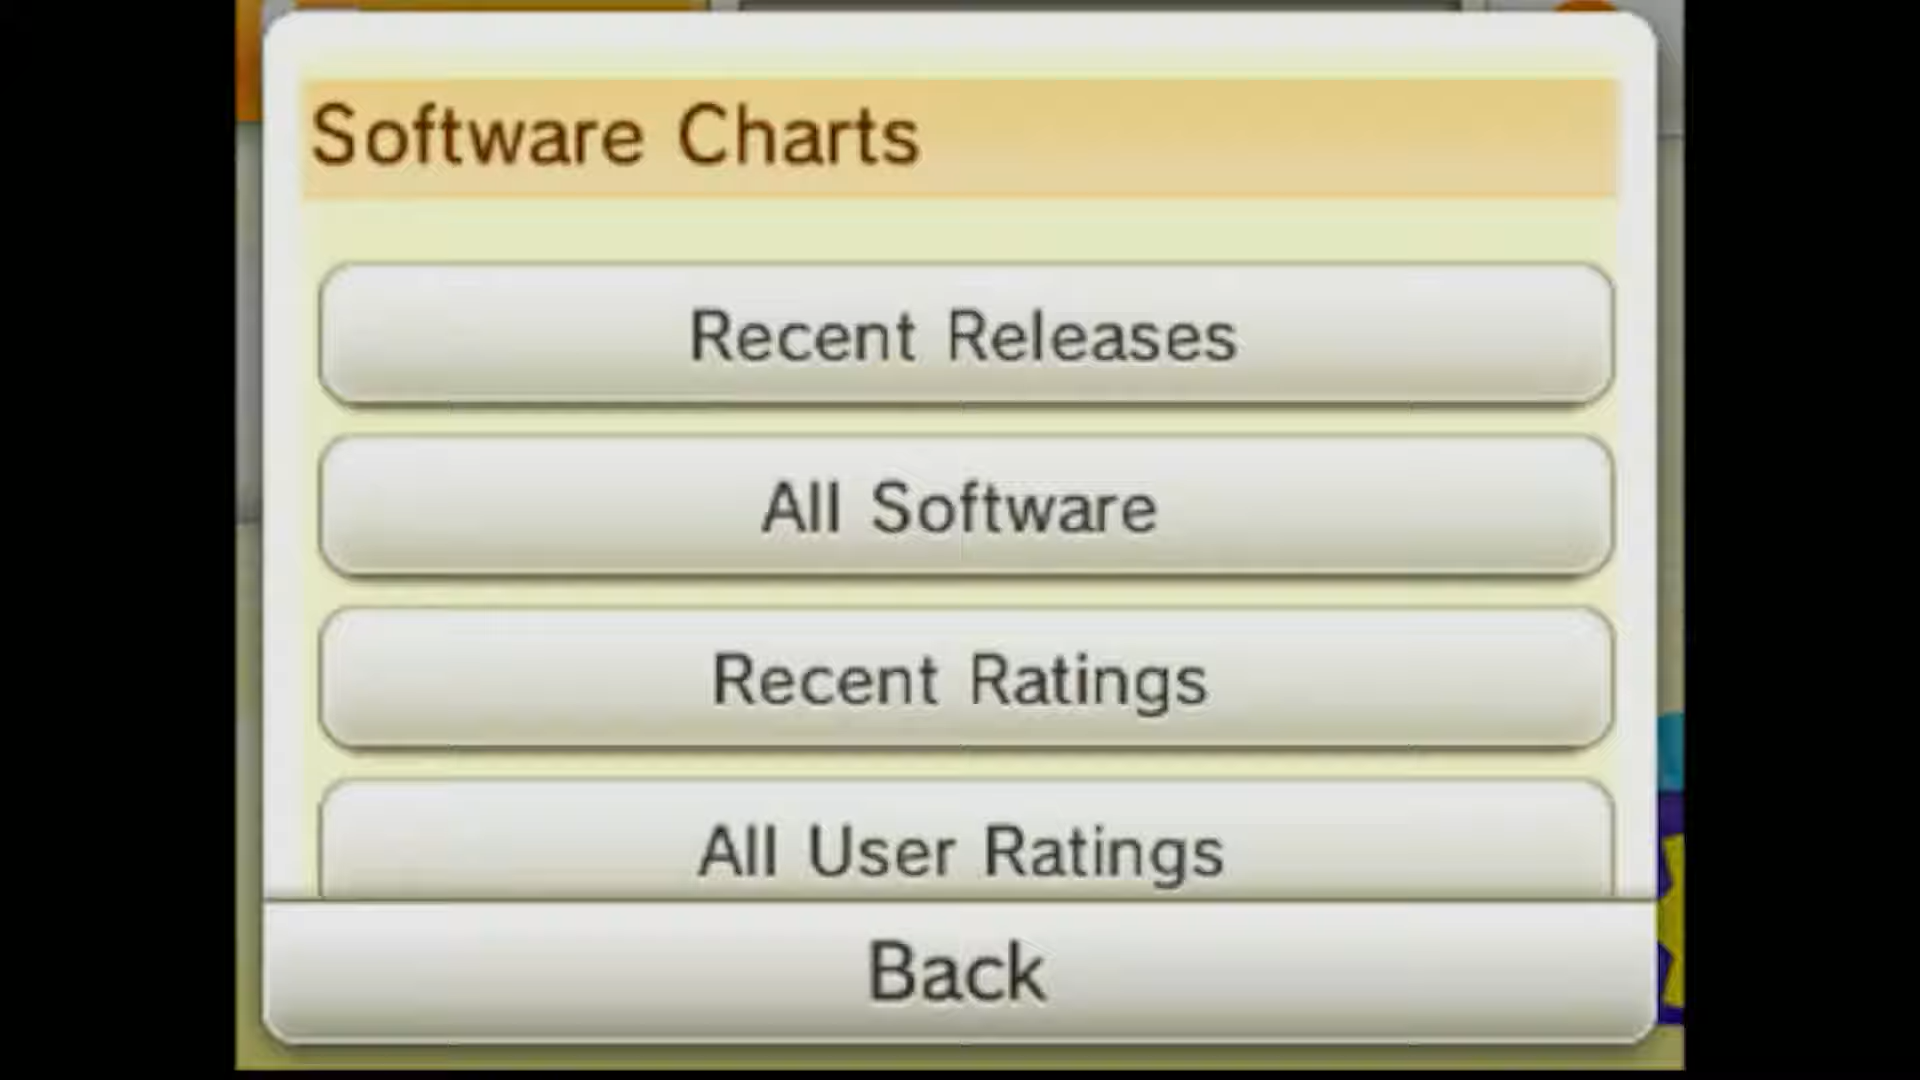 Software Charts
Recent Releases
All Software
Recent Ratings
All User Ratings
Back